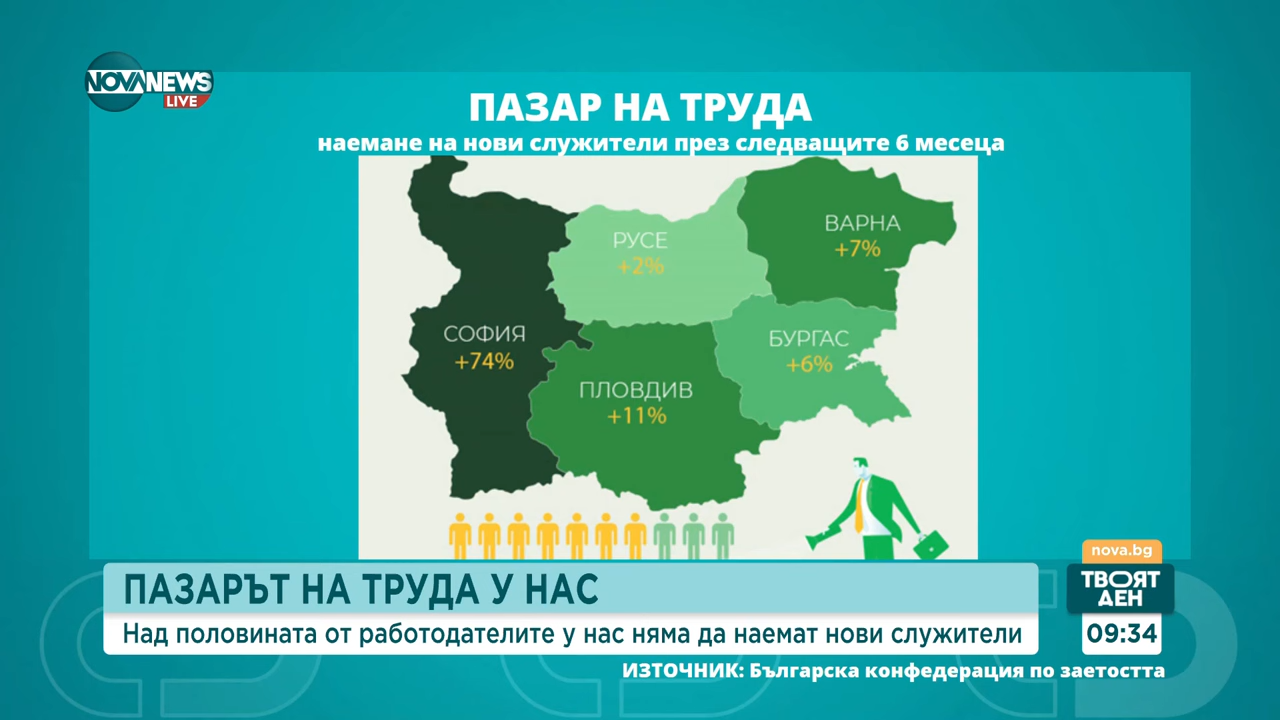 NOVANEWS
LIVE
ПАЗАР НА ТРУДА
наемане на нови служители през следващите 6 месеца
ВАРНА
+7%
РУСЕ
+2%
СОФИЯ
+74%
БУРГАС
+6%
ПЛОВДИВ
+11%
nova.bg
ТВОЯТ
ДЕН
09:34
ПАЗАРЪТ НА ТРУДА У НАС
Над половината от работодателите у нас няма да наемат нови служители
ИЗТОЧНИК: Българска конфедерация по заетостта